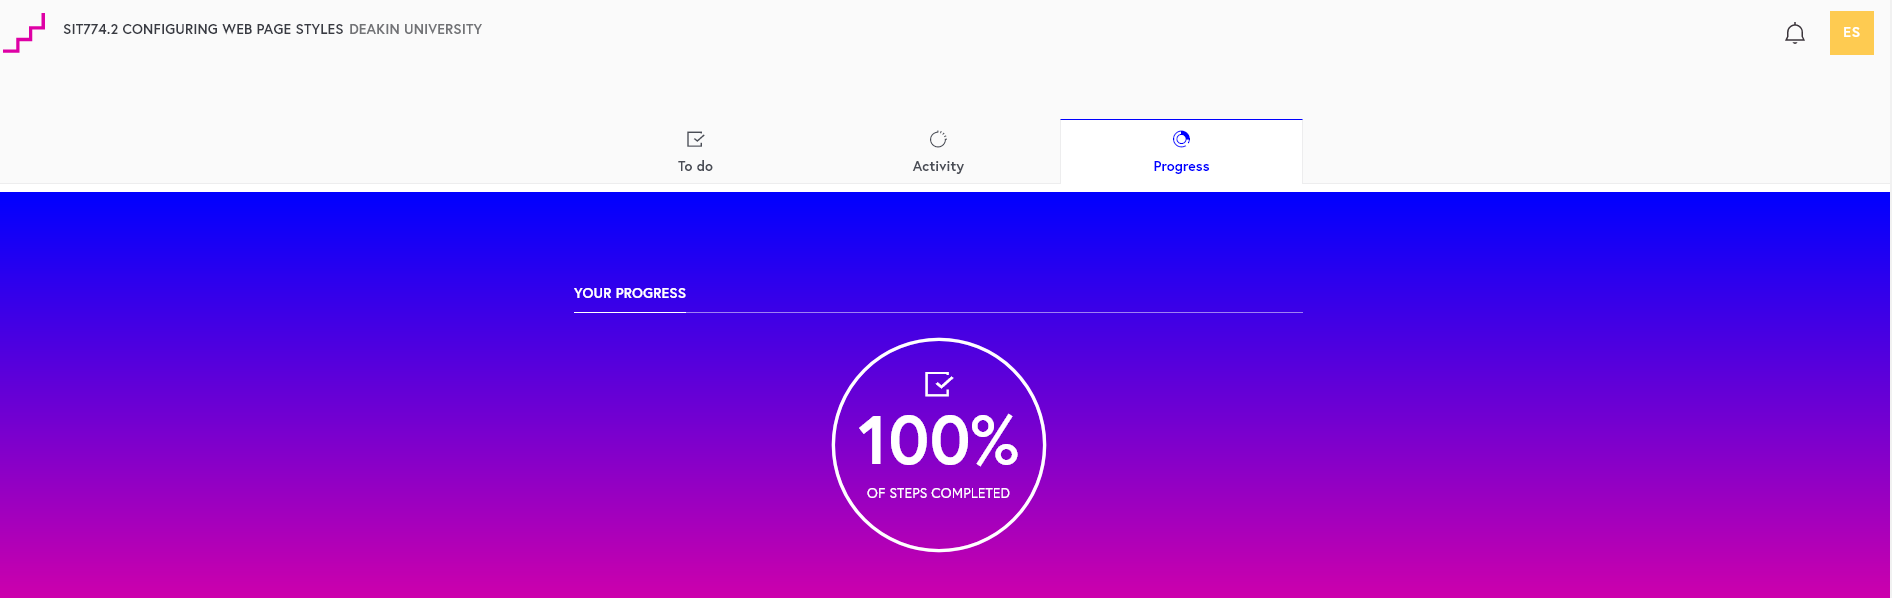 SIT774.2 CONFIGURING WEB PAGE STYLES DEAKIN UNIVERSITY
ES
To do
Activity
Progress
YOUR PROGRESS
100%
OF STEPS COMPLETED